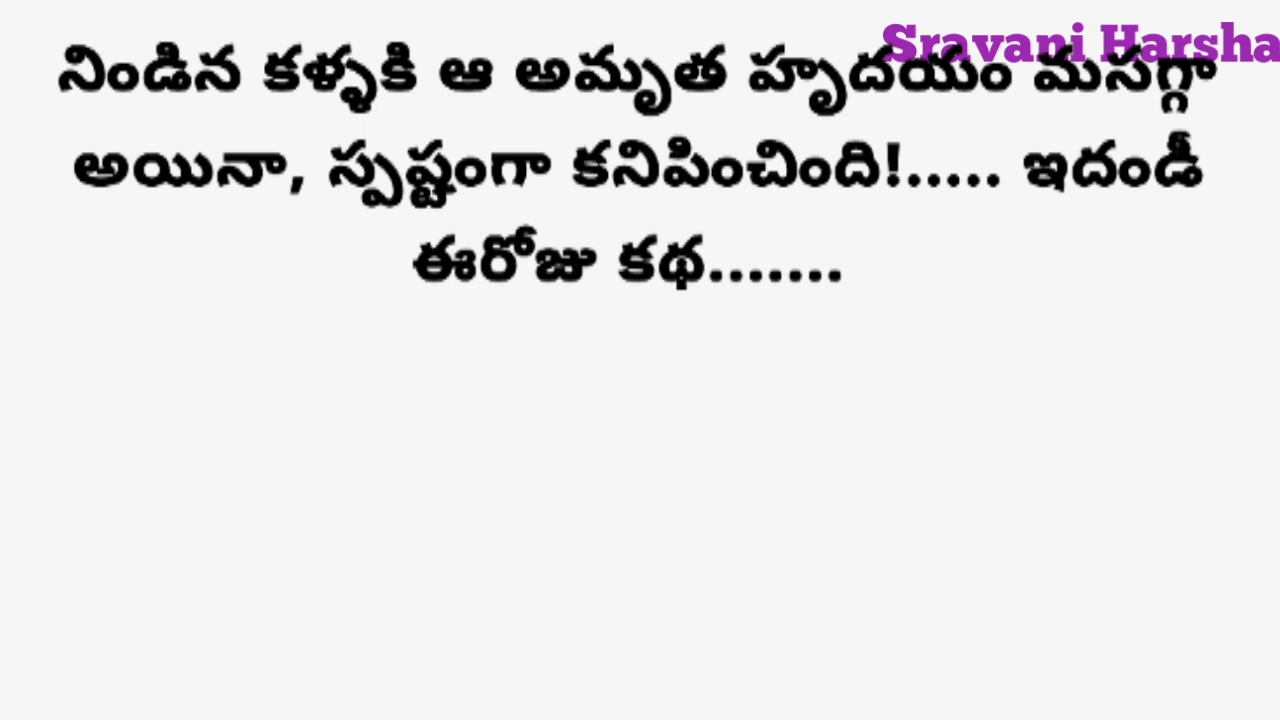 Sravani Harsha
నిండిన కళ్ళకి ఆ అమృత హృదయం మసగ్గా
అయినా, స్పష్టంగా కనిపించింది!..... ఇదండీ
ఈరోజు కథ.......